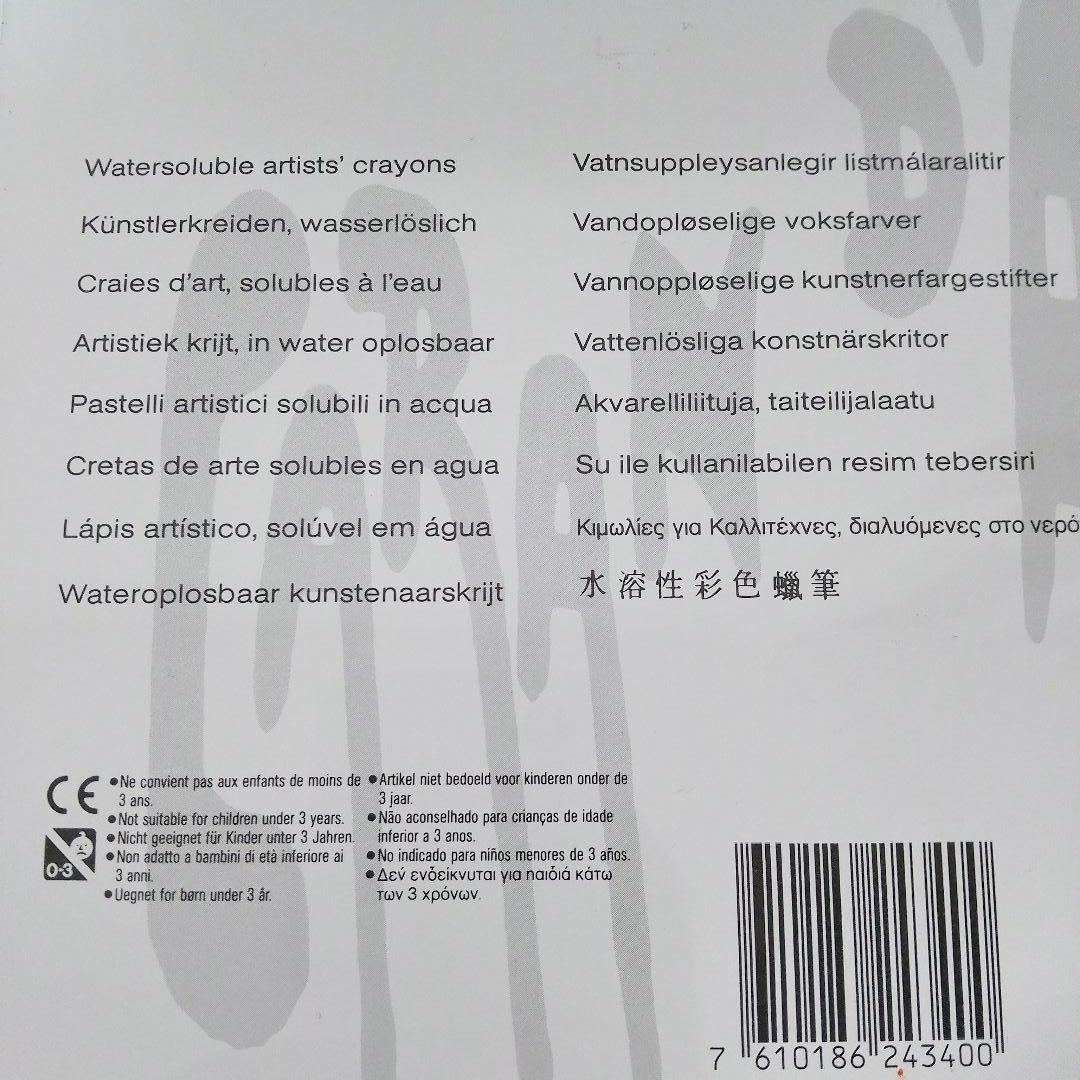 Watersoluble artists' crayons
Künstlerkreiden, wasserlöslich
Craies d'art, solubles à l'eau
Artistiek krijt, in water oplosbaar
Pastelli artistici solubili in acqua
Cretas de arte solubles en agua
Lápis artístico, solúvel em água
Wateroplosbaar kunstenaarskrijt
Vatnsuppleysanlegir listmálaralitir
Vandopløselige voksfarver
Vannoppløselige kunstnerfargestifter
Vattenlösliga konstnärskritor
Akvarelliliituja, taiteilijalaatu
Su ile kullanilabilen resim tebersiri
Κιμωλίες για Καλλιτέχνες, διαλυόμενες στο νερό
水溶性彩色蠟筆
CARAN D'A
CE
0-3
●Ne convient pas aux enfants de moins de
3 ans.
●Not suitable for children under 3 years.
●Nicht geeignet für Kinder unter 3 Jahren.
●Non adatto a bambini di età inferiore ai
3 anni.
●Uegnet for børn under 3 år.
●Artikel niet bedoeld voor kinderen onder de
3 jaar.
●Não aconselhado para crianças de idade
inferior a 3 anos.
●No indicado para niños menores de 3 años.
●Δεν ενδείκνυται για παιδιά κάτω
των 3 χρόνων.
7 610186 243400